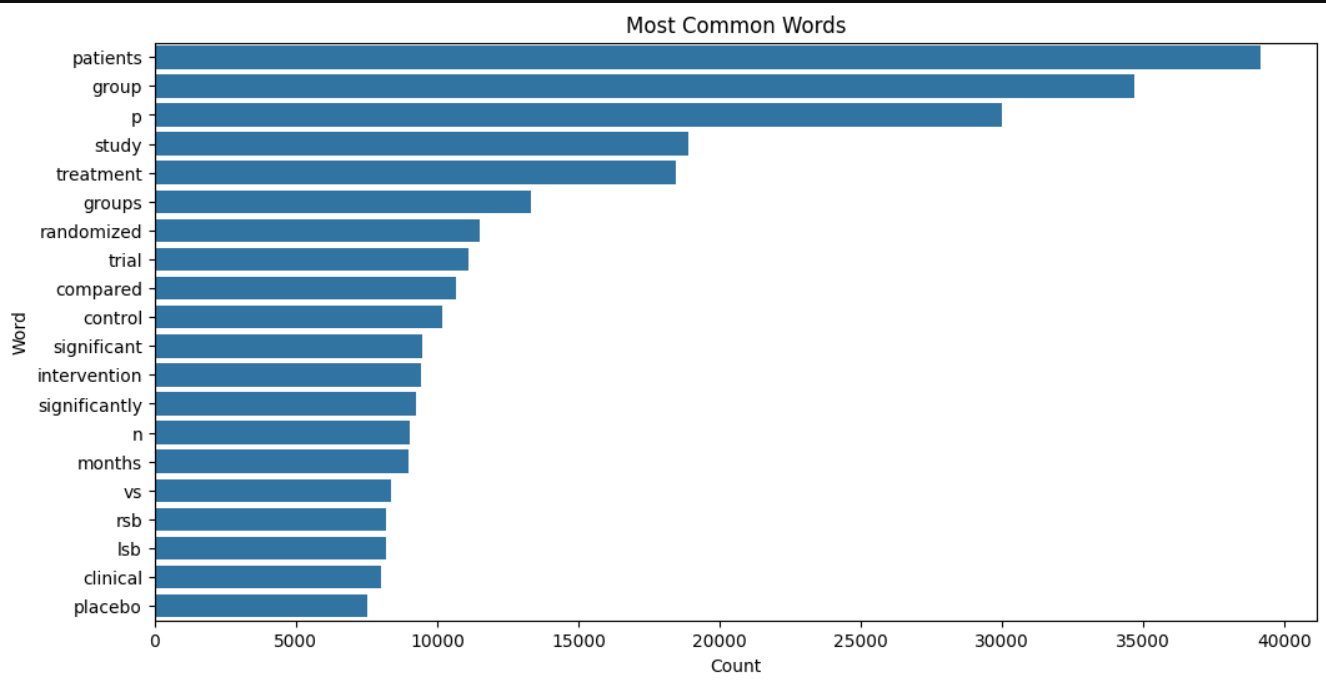 Most Common Words
patients
group
p
study
treatment
groups
randomized
trial
compared
control
significant
intervention
significantly
n
months
vs
rsb
lsb
clinical
placebo
Word
0 5000 10000 15000 20000 25000 30000 35000 40000
Count